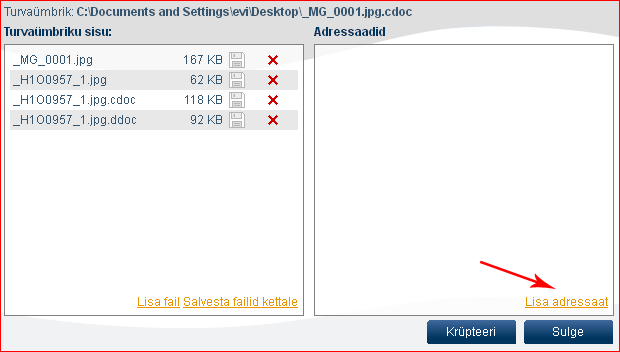 Turvaümbrik: C:\Documents and Settings\evi\Desktop\_MG_0001.jpg.cdoc
Turvaümbriku sisu: Adressaadid
_MG_0001.jpg 167 KB
_H1O0957_1.jpg 62 KB
_H1O0957_1.jpg.cdoc 118 KB
_H1O0957_1.jpg.ddoc 92 KB
Lisa fail Salvesta failid kettale
Lisa adressaat
Krüpteeri Sulge